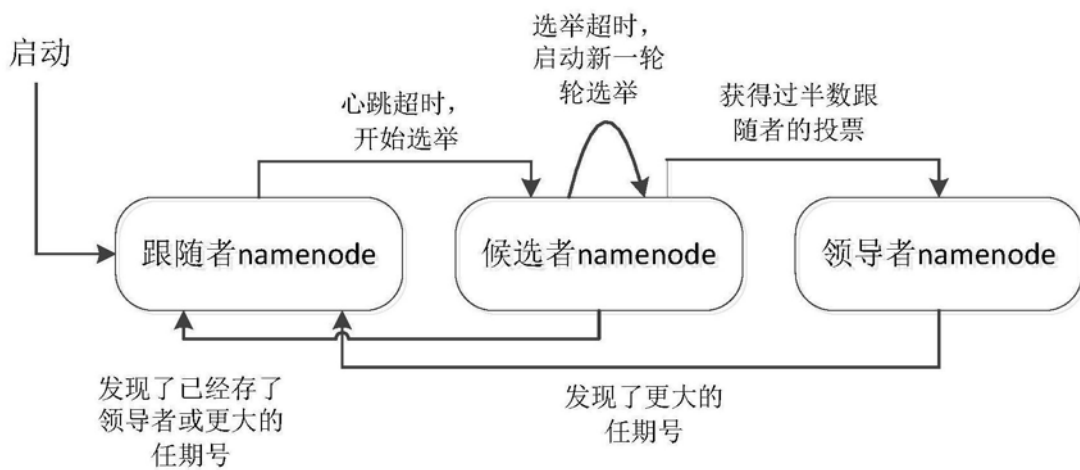 启动
心跳超时，
开始选举
选举超时，
启动新一轮
轮选举
获得过半数跟
随者的投票
跟随者namenode
候选者namenode
领导者namenode
发现了已经存了
领导者或更大的
任期号
发现了更大的
任期号